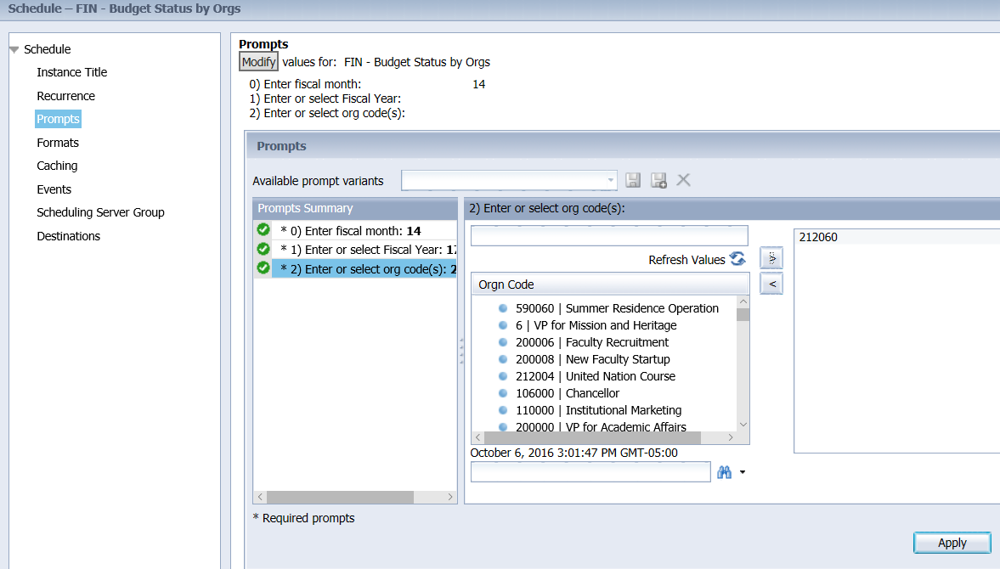 Schedule – FIN - Budget Status by Orgs
Schedule
Instance Title
Recurrence
Prompts
Formats
Caching
Events
Scheduling Server Group
Destinations
Prompts
Modify values for: FIN - Budget Status by Orgs
0) Enter fiscal month: 14
1) Enter or select Fiscal Year:
2) Enter or select org code(s):
Prompts
Available prompt variants
Prompts Summary
* 0) Enter fiscal month: 14
* 1) Enter or select Fiscal Year: 17
* 2) Enter or select org code(s): 2
2) Enter or select org code(s):
Refresh Values
Orgn Code
590060 | Summer Residence Operation
6 | VP for Mission and Heritage
200006 | Faculty Recruitment
200008 | New Faculty Startup
212004 | United Nation Course
106000 | Chancellor
110000 | Institutional Marketing
200000 | VP for Academic Affairs
October 6, 2016 3:01:47 PM GMT-05:00
<
212060
* Required prompts
Apply